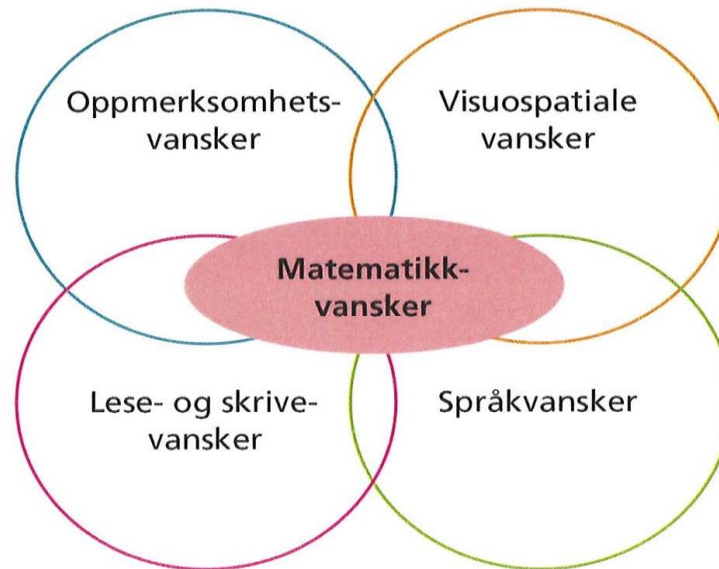 Oppmerksomhets-
vansker
Visuospatiale
vansker
Matematikk-
vansker
Lese- og skrive-
vansker
Språkvansker